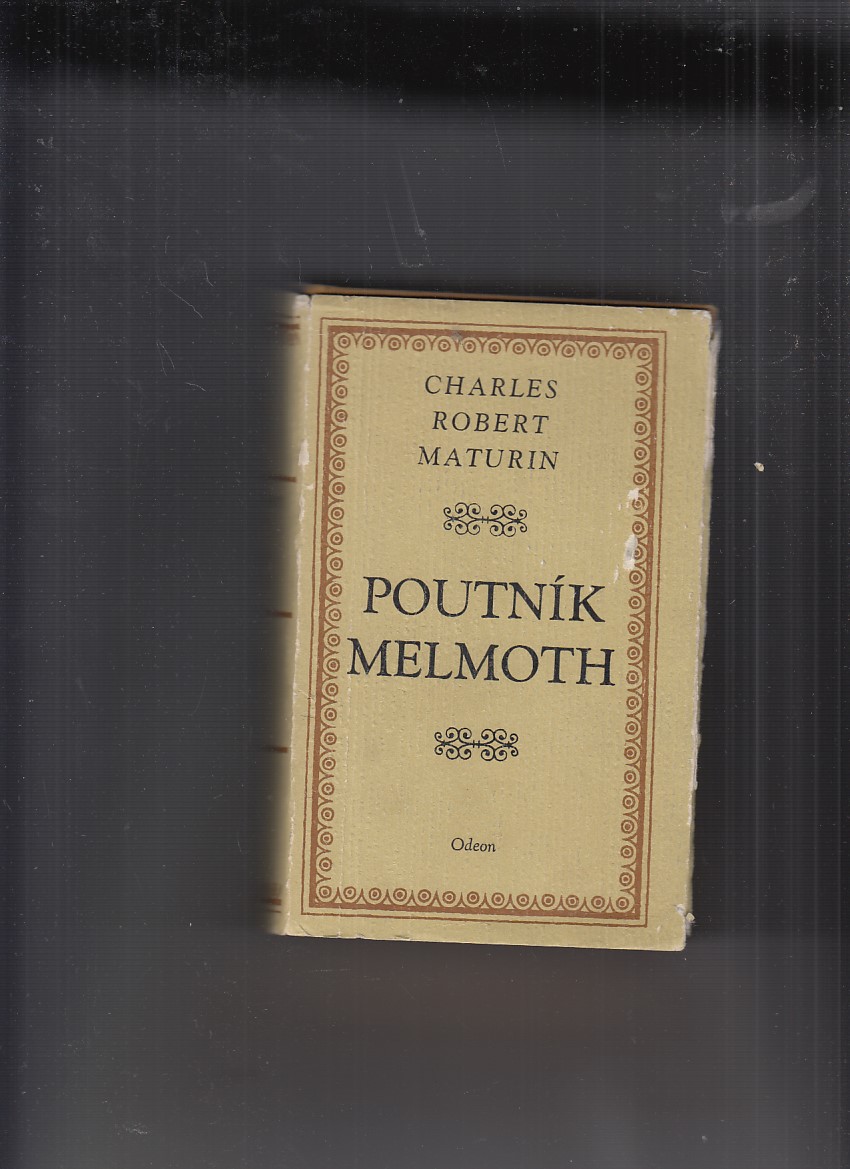 CHARLES
ROBERT
MATURIN
POUTNÍK
MELMOTH
Odeon